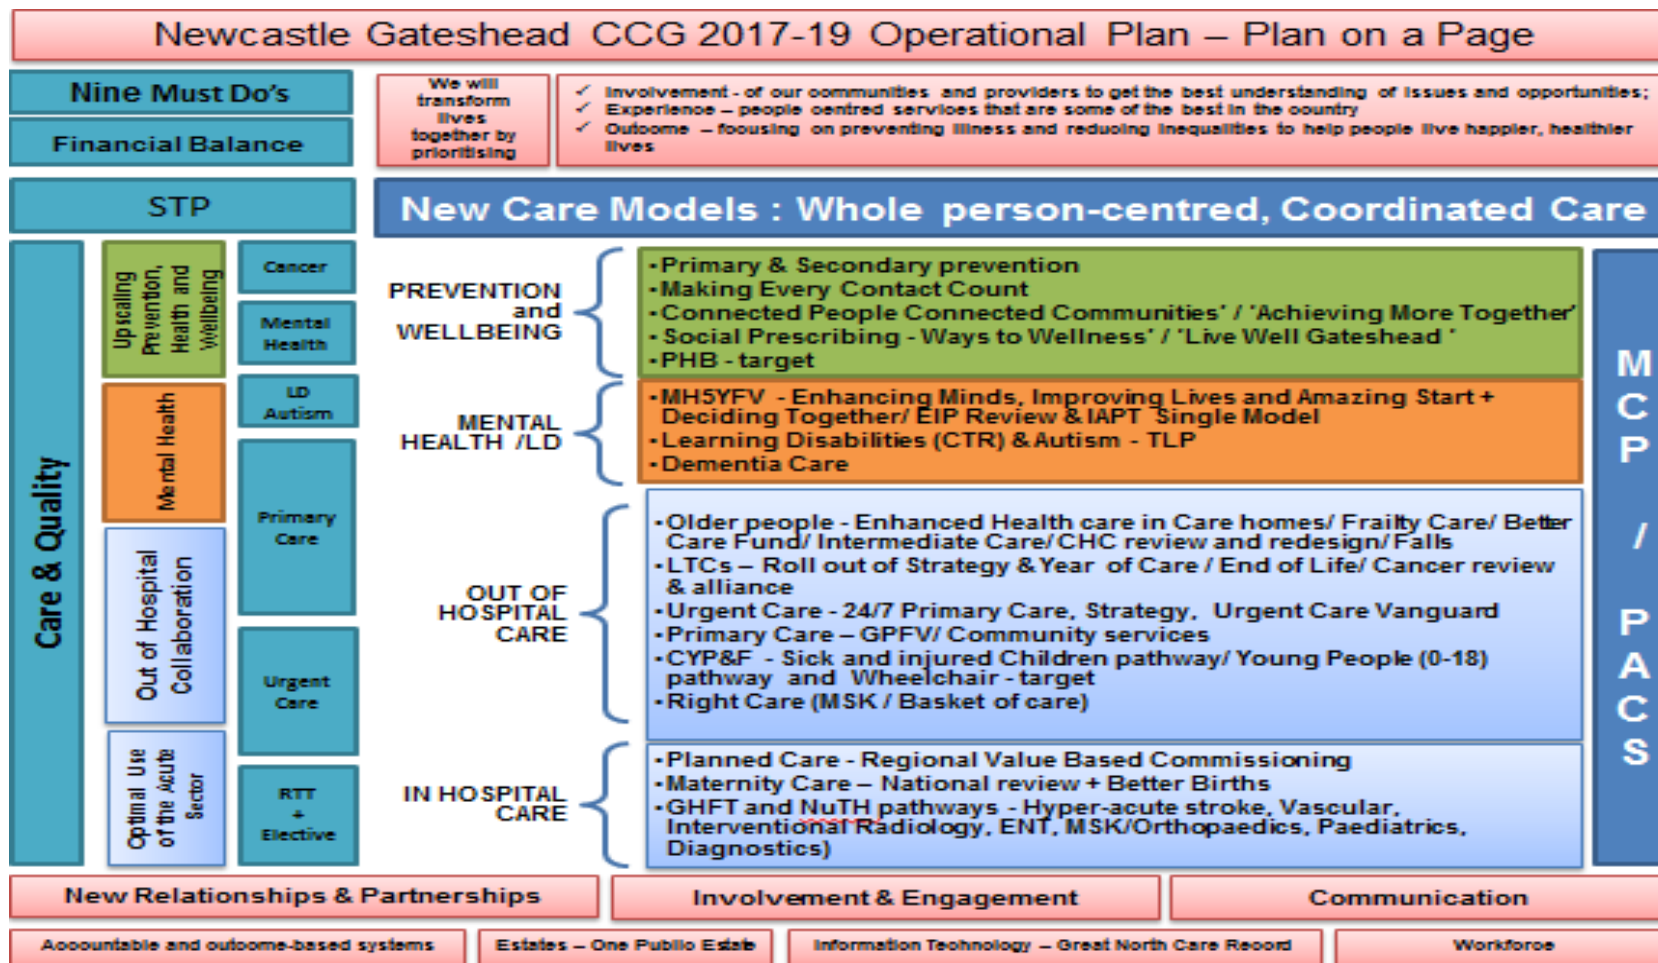 Newcastle Gateshead CCG 2017-19 Operational Plan – Plan on a Page
Nine Must Do's
Financial Balance
We will
transform
lives
together by
prioritising
✓ Involvement - of our communities and providers to get the best understanding of issues and opportunities;
✓ Experience – people centred services that are some of the best in the country
✓ Outcome – focusing on preventing illness and reducing inequalities to help people live happier, healthier
lives
STP
New Care Models : Whole person-centred, Coordinated Care
Care & Quality
Upscaling
Prevention,
Health and
Wellbeing
Mental Health
Out of Hospital
Collaboration
Optimal Use
of the Acute
Sector
Cancer
Mental
Health
LD
Autism
Primary
Care
Urgent
Care
RTT
+
Elective
PREVENTION
and
WELLBEING
•Primary & Secondary prevention
•Making Every Contact Count
•Connected People Connected Communities' / 'Achieving More Together'
•Social Prescribing - Ways to Wellness' / 'Live Well Gateshead '
•PHB - target
MENTAL
HEALTH /LD
•MH5YFV - Enhancing Minds, Improving Lives and Amazing Start +
Deciding Together/ EIP Review & IAPT Single Model
•Learning Disabilities (CTR) & Autism - TLP
•Dementia Care
OUT OF
HOSPITAL
CARE
•Older people - Enhanced Health care in Care homes/ Frailty Care/ Better
Care Fund/ Intermediate Care/ CHC review and redesign/ Falls
•LTCs – Roll out of Strategy & Year of Care / End of Life/ Cancer review
& alliance
•Urgent Care - 24/7 Primary Care, Strategy, Urgent Care Vanguard
•Primary Care – GPFV/ Community services
•CYP&F - Sick and injured Children pathway/ Young People (0-18)
pathway and Wheelchair - target
•Right Care (MSK / Basket of care)
IN HOSPITAL
CARE
•Planned Care - Regional Value Based Commissioning
•Maternity Care – National review + Better Births
•GHFT and NuTH pathways - Hyper-acute stroke, Vascular,
Interventional Radiology, ENT, MSK/Orthopaedics, Paediatrics,
Diagnostics)
M
C
P
/
P
A
C
S
New Relationships & Partnerships
Involvement & Engagement
Communication
Accountable and outcome-based systems
Estates – One Public Estate
Information Technology – Great North Care Record
Workforce